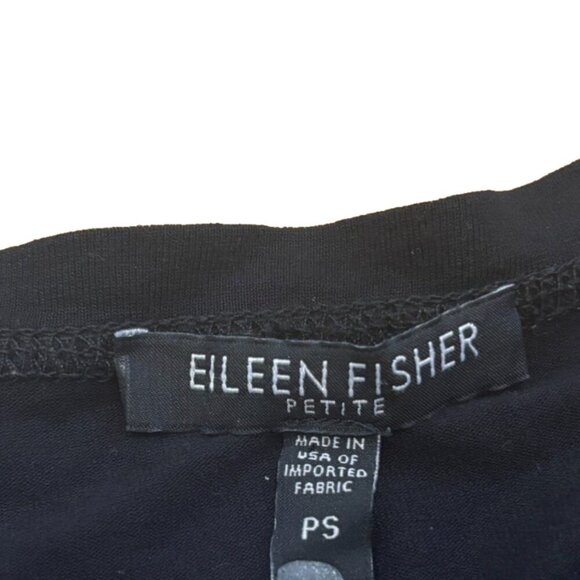 EILEEN FISHER
PETITE
MADE IN
USA OF
IMPORTED
FABRIC
PS